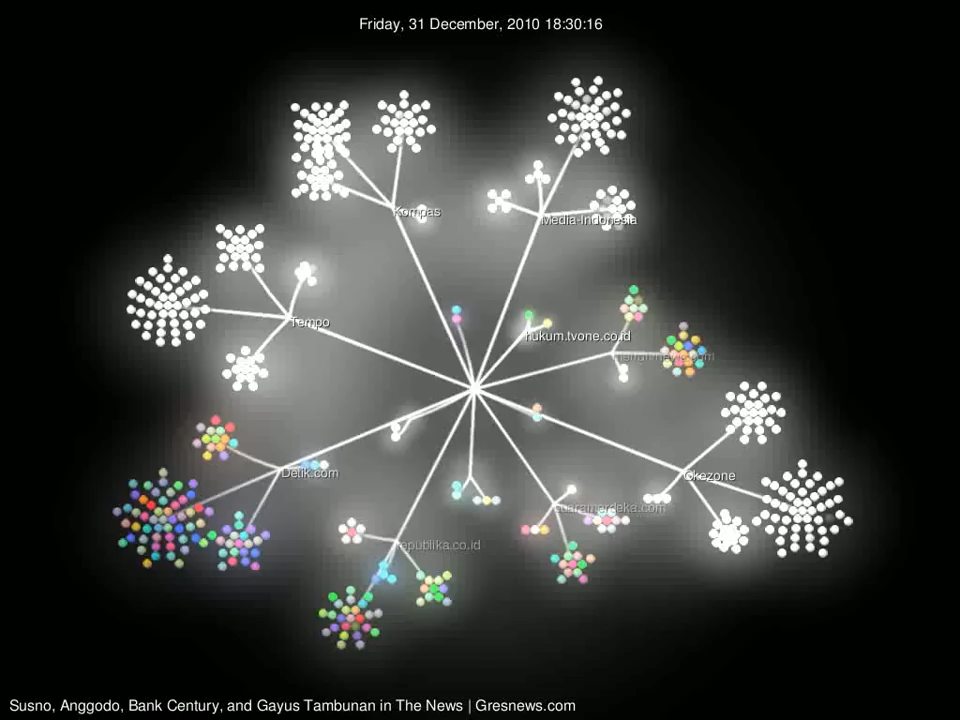 Friday, 31 December, 2010 18:30:16
Kompas
Media-Indonesia
Tempo
hukum.tvone.co.id
Detik.com
Okezone
suaramerdeka.com
republika.co.id
Susno, Anggodo, Bank Century, and Gayus Tambunan in The News | Gresnews.com